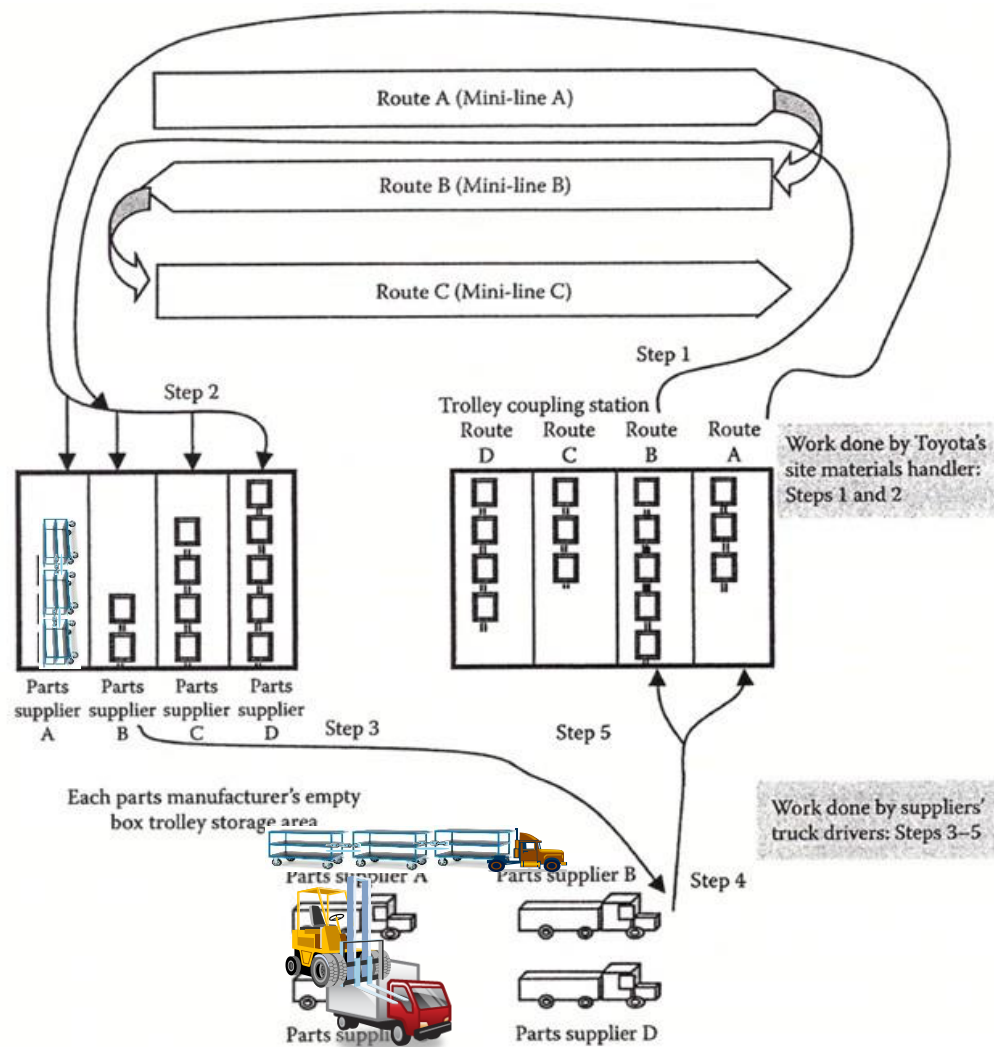 Route A (Mini-line A)
Route B (Mini-line B)
Route C (Mini-line C)
Step 1
Step 2
Trolley coupling station
Route
D
Route
C
Route
B
Route
A
Work done by Toyota's
site materials handler:
Steps 1 and 2
Parts
supplier
A
Parts
supplier
B
Parts
supplier
C
Parts
supplier
D
Step 3
Step 5
Each parts manufacturer's empty
box trolley storage area
Work done by suppliers'
truck drivers: Steps 3–5
Parts supplier A
Parts supplier B
Step 4
Parts
Parts supplier D